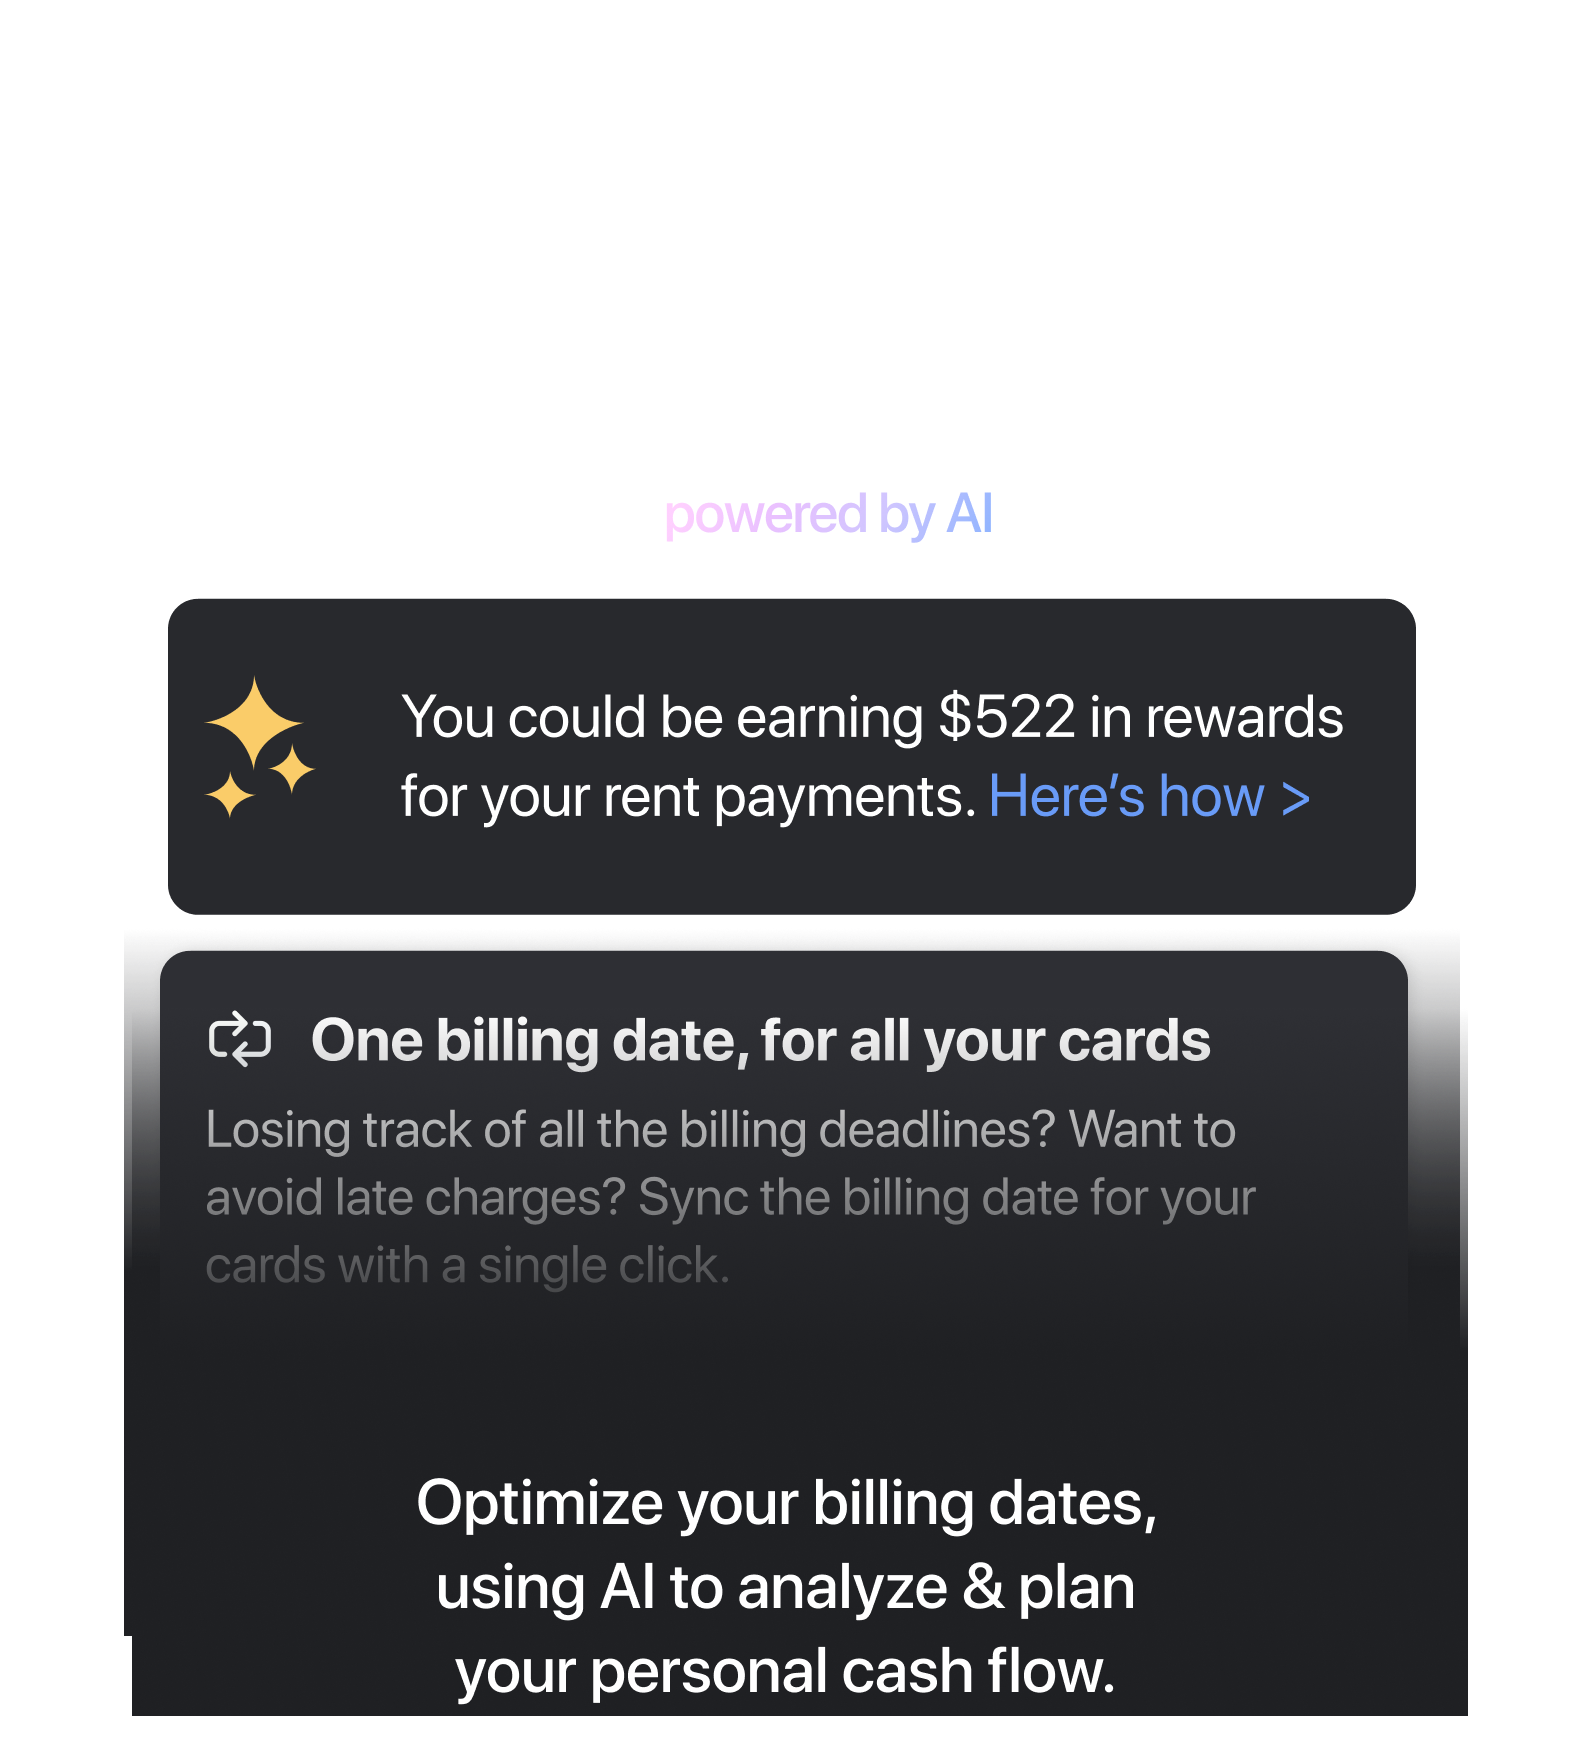 powered by AI
You could be earning $522 in rewards
for your rent payments. Here’s how >
One billing date, for all your cards
Losing track of all the billing deadlines? Want to
avoid late charges? Sync the billing date for your
cards with a single click.
Optimize your billing dates,
using AI to analyze & plan
your personal cash flow.